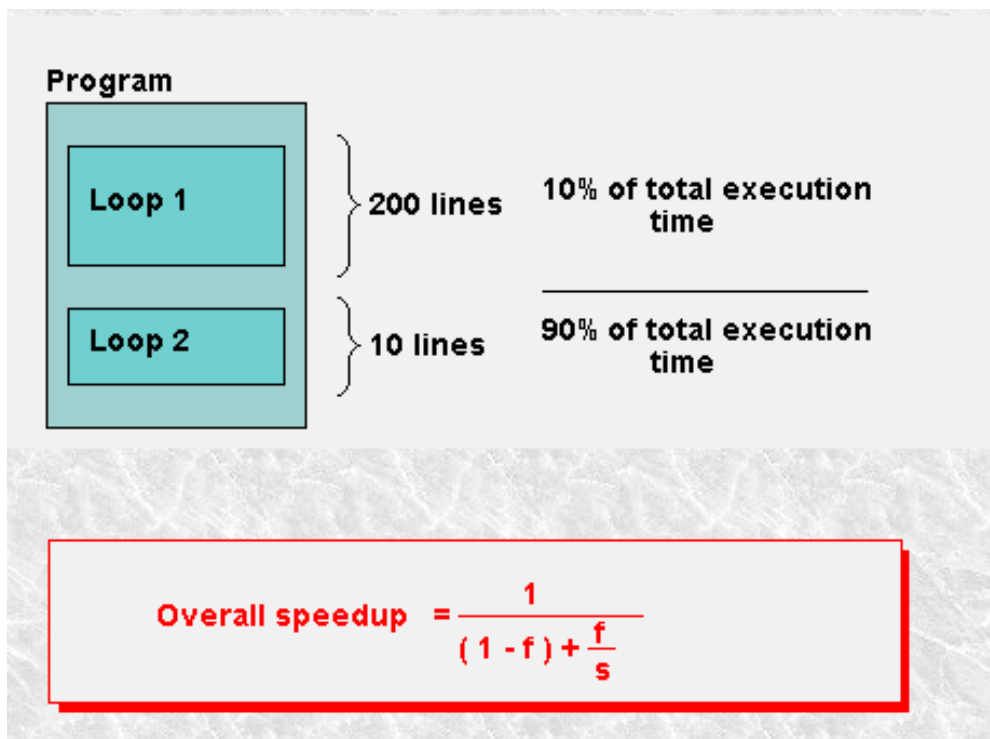 Program
Loop 1
200 lines
10% of total execution
time
Loop 2
10 lines
90% of total execution
time
Overall speedup = 1
( 1 - f ) + f
s